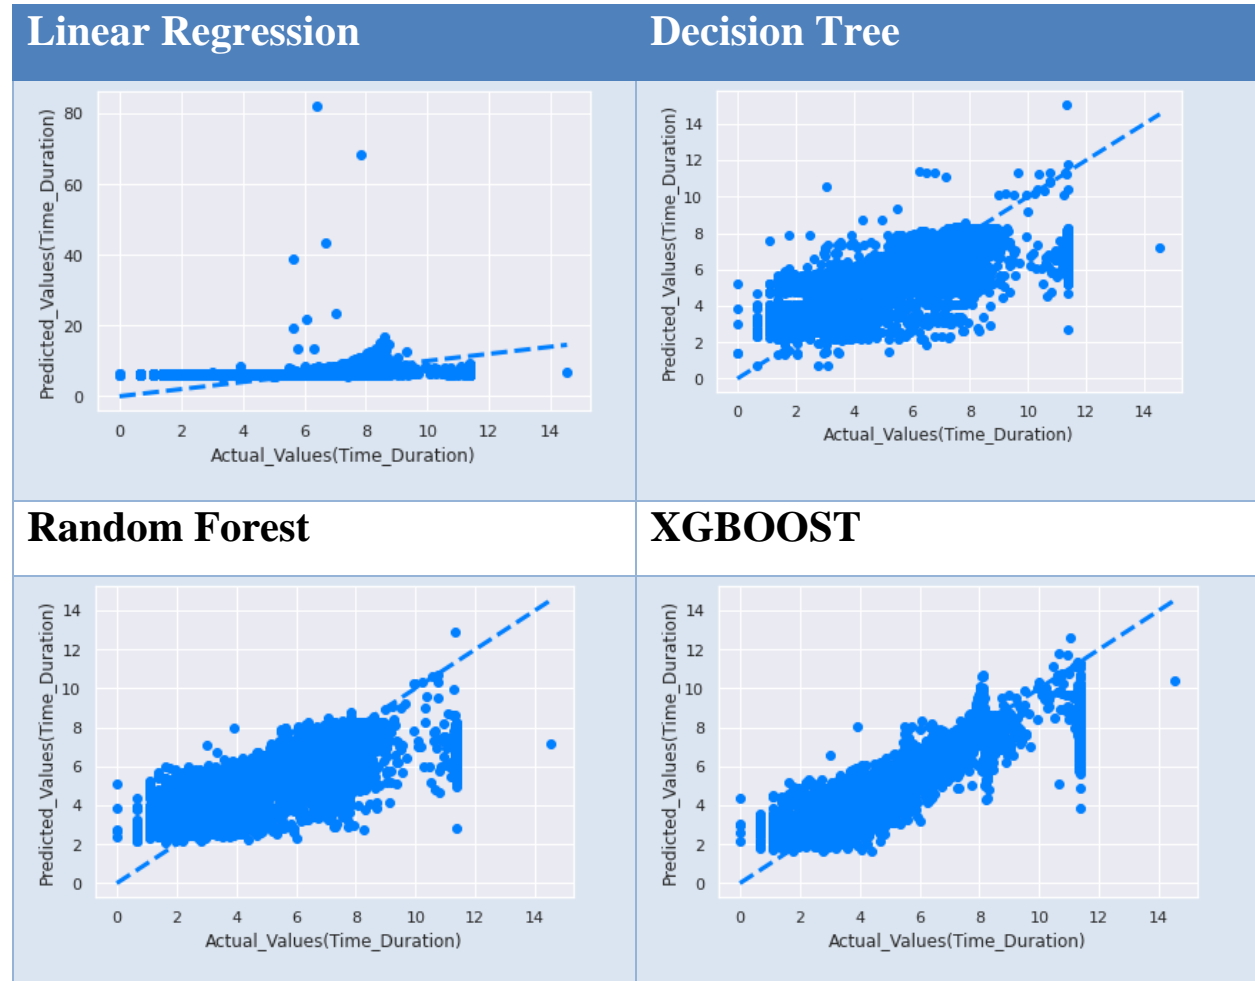 Linear Regression
Decision Tree
Predicted_Values(Time_Duration)
80
60
40
20
0
0 2 4 6 8 10 12 14
Actual_Values(Time_Duration)
Predicted_Values(Time_Duration)
14
12
10
8
6
4
2
0
0 2 4 6 8 10 12 14
Actual_Values(Time_Duration)
Random Forest
XGBOOST
Predicted_Values(Time_Duration)
14
12
10
8
6
4
2
0
0 2 4 6 8 10 12 14
Actual_Values(Time_Duration)
Predicted_Values(Time_Duration)
14
12
10
8
6
4
2
0
0 2 4 6 8 10 12 14
Actual_Values(Time_Duration)